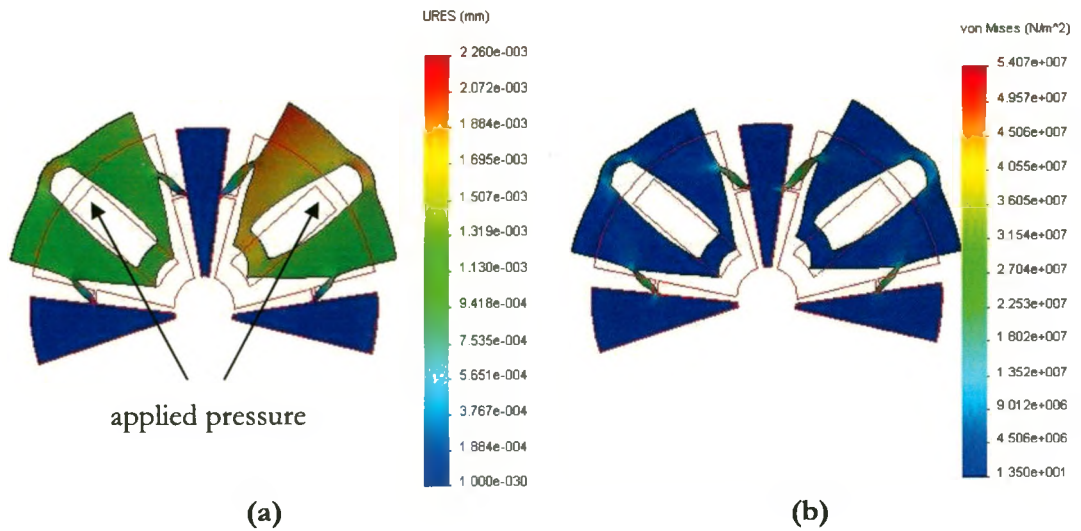 URES (mm)
2 260e-003
2 072e-003
1 884e-003
1 695e-003
1 507e-003
1 319e-003
1 130e-003
9 418e-004
7 535e-004
5 651e-004
3 767e-004
1 884e-004
1 000e-030
applied pressure
(a)
von Mises (N/m^2)
5.407e+007
4.957e+007
4 506e+007
4 055e+007
3 605e+007
3 154e+007
2 704e+007
2 253e+007
1 802e+007
1 352e+007
9 012e+006
4 506e+006
1 350e+001
(b)